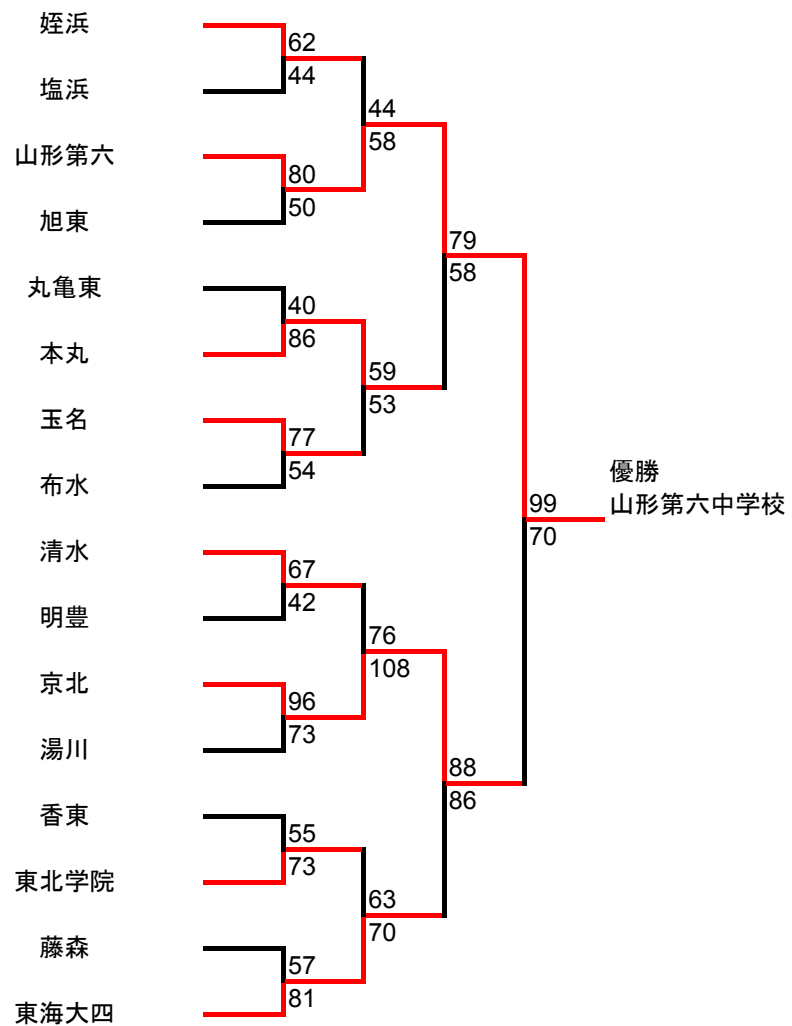 姪浜
62
44
塩浜
44
58
山形第六
80
50
旭東
79
58
丸亀東
40
86
本丸
59
53
玉名
77
54
布水
優勝
山形第六中学校
99
70
清水
67
42
明豊
76
108
京北
96
73
湯川
88
86
香東
55
73
東北学院
63
70
藤森
57
81
東海大四